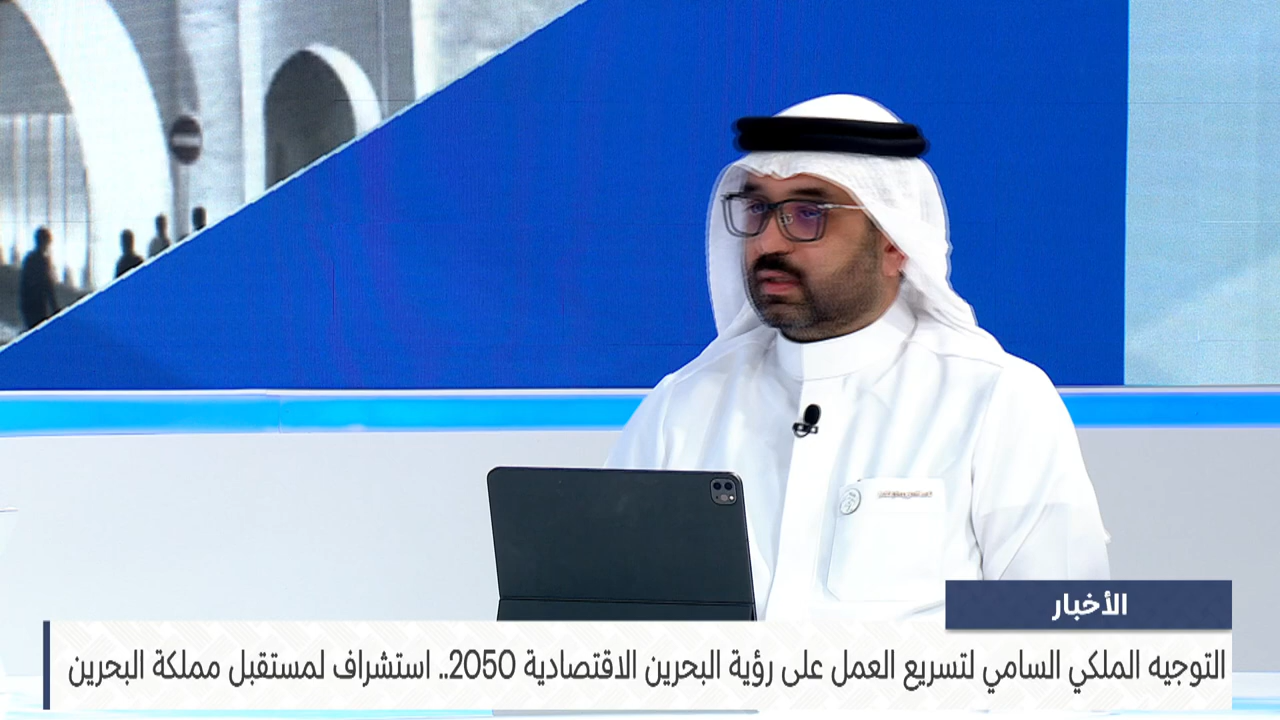 الأخبار
التوجيه الملكي السامي لتسريع العمل على رؤية البحرين الاقتصادية 2050.. استشراف لمستقبل مملكة البحرين